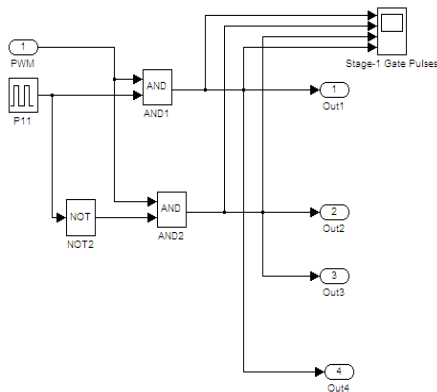 1
PWM
P11
AND
AND1
Stage-1 Gate Pulses
1
Out1
NOT
NOT2
AND
AND2
2
Out2
3
Out3
4
Out4